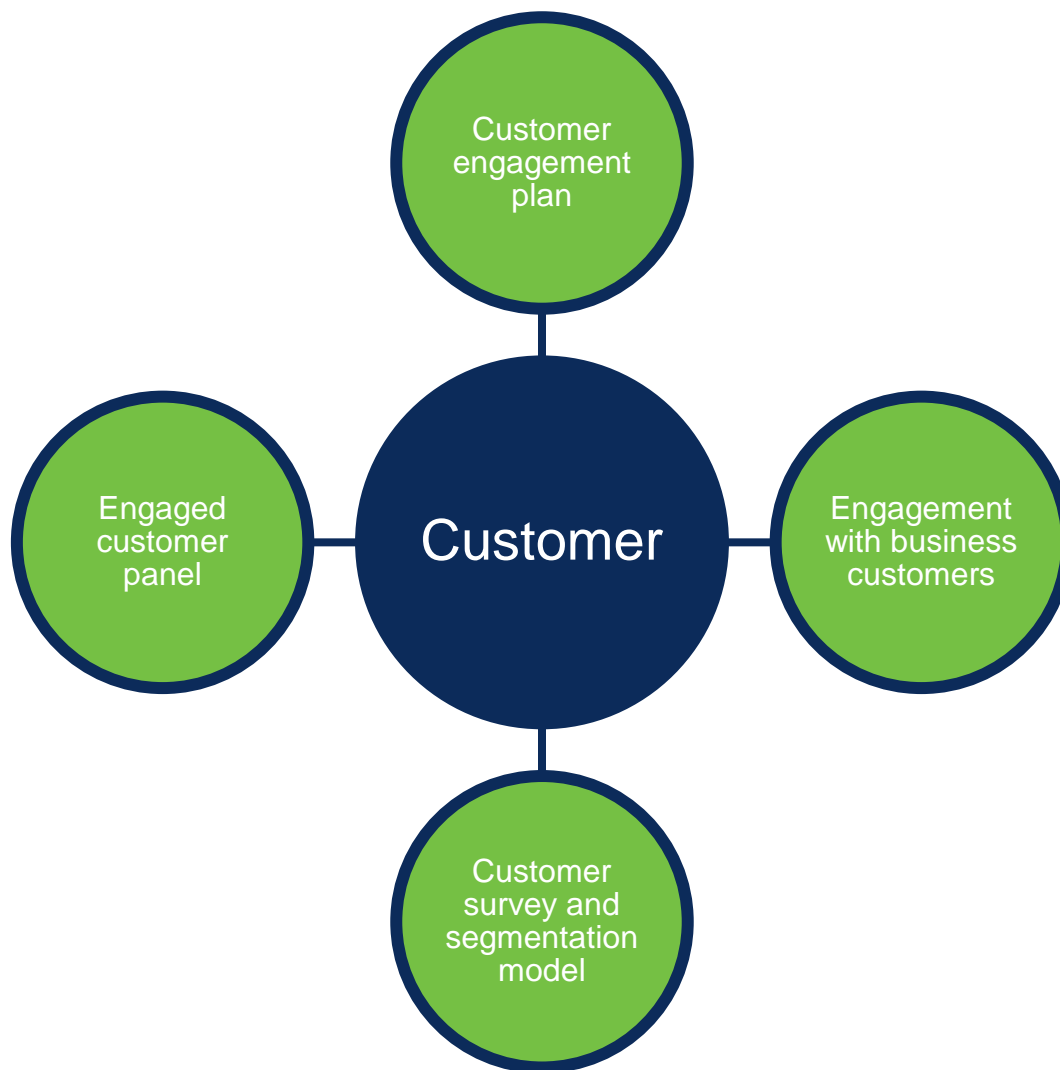 Customer
engagement
plan
Engaged
customer
panel
Customer
Engagement
with business
customers
Customer
survey and
segmentation
model